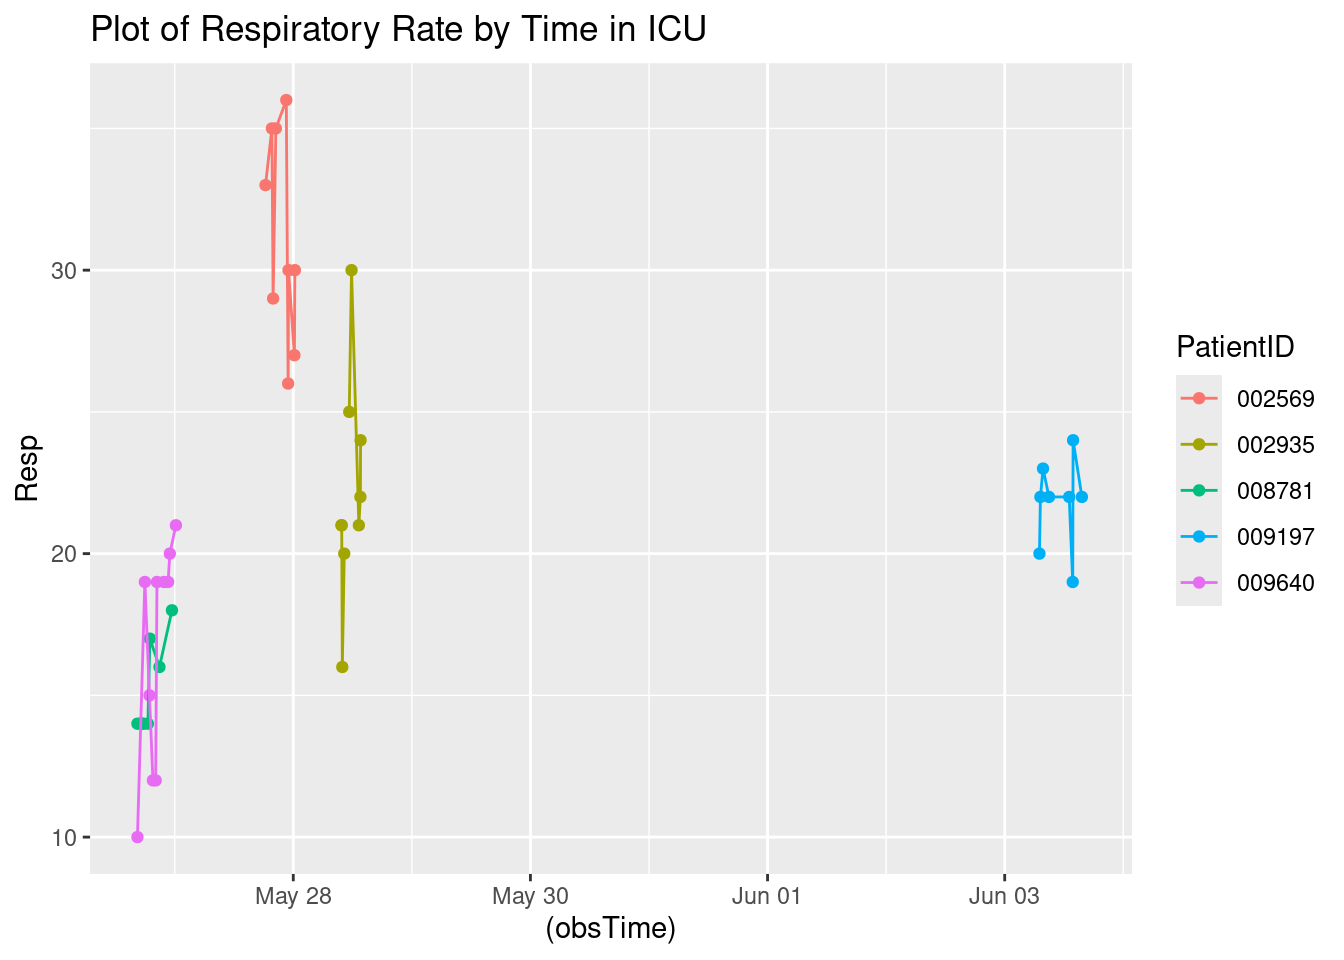 Plot of Respiratory Rate by Time in ICU
Resp
30
20
10
May 28
May 30
Jun 01
Jun 03
(obsTime)
PatientID
002569
002935
008781
009197
009640